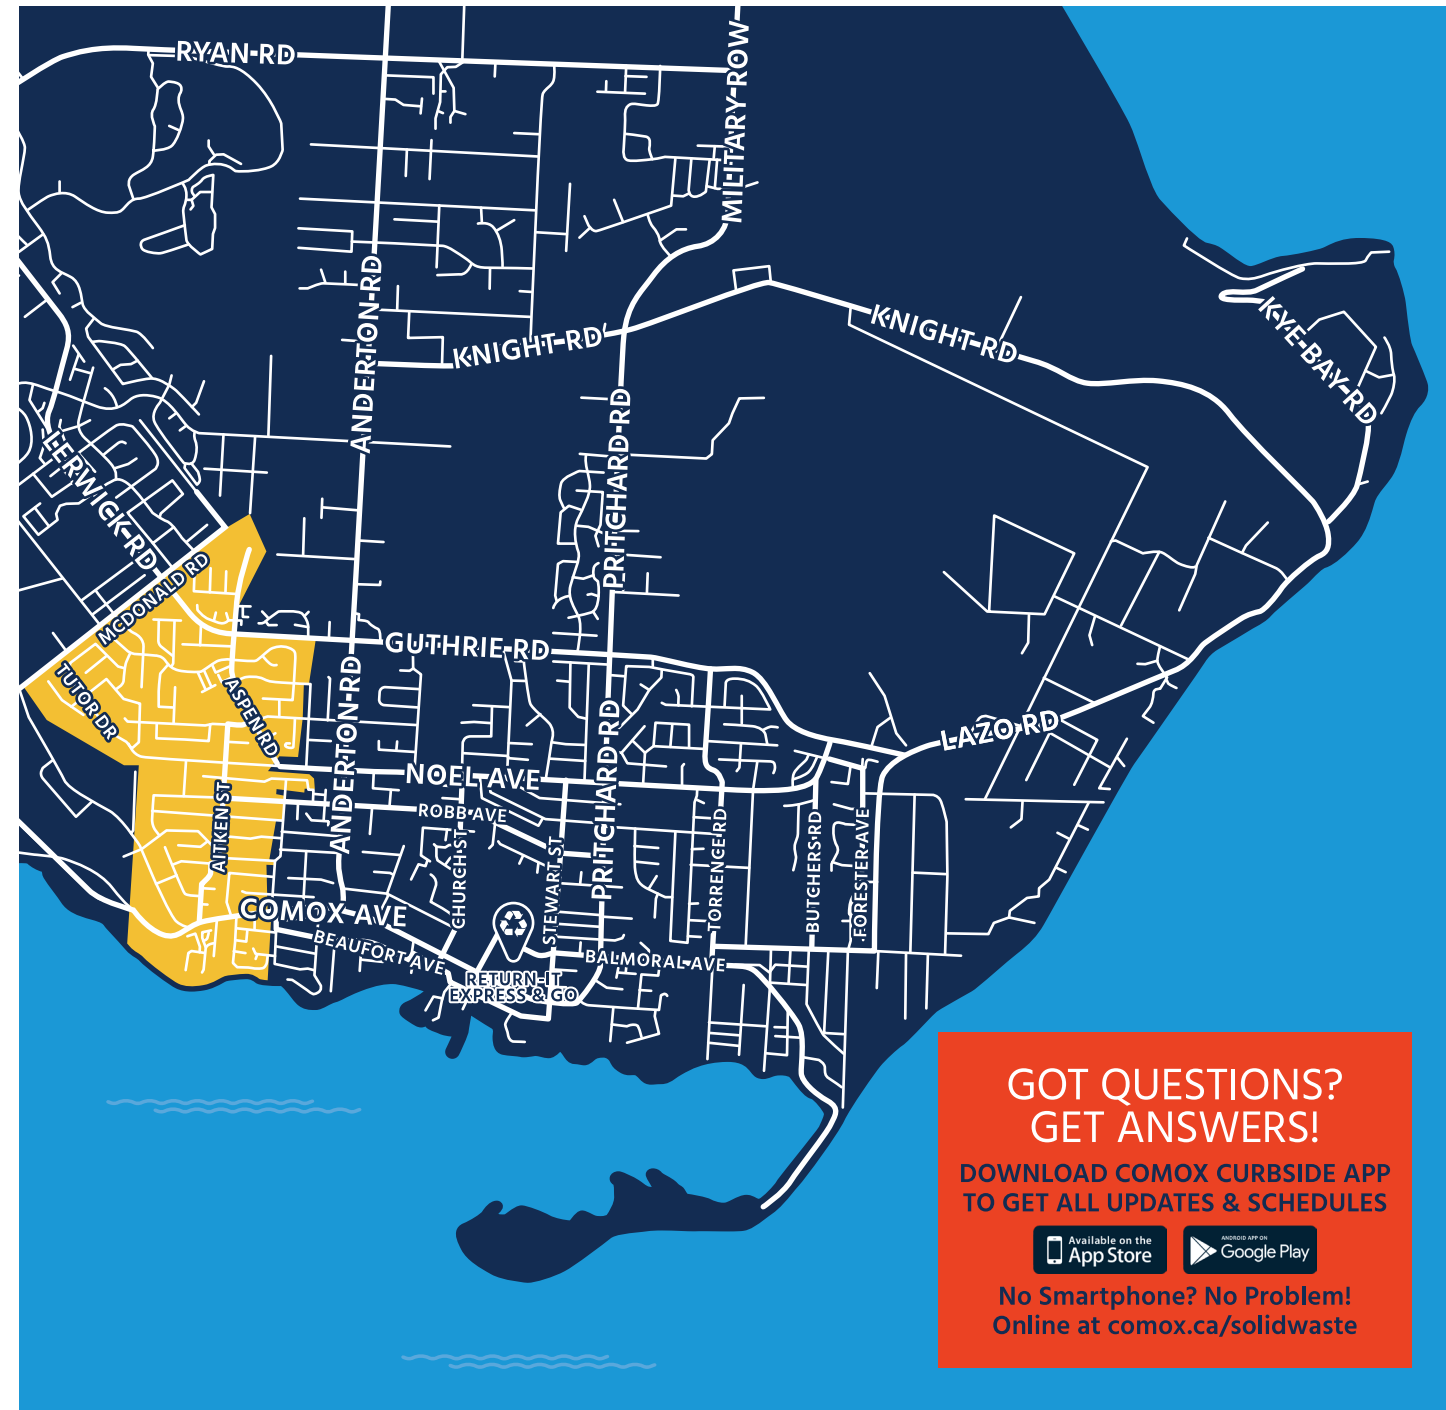 RYAN RD
MILITARY ROW
ANDERTON RD
KNIGHT RD
KNIGHT RD
KYE BAY RD
PRITCHARD RD
LERWICK RD
MCDONALD RD
GUTHRIE RD
TUTOR DR
ASPEN RD
ANDERTON RD
PRITCHARD RD
LAZO RD
NOEL AVE
ROBB AVE
AITKEN ST
CHURCH ST
STEWART ST
TORRENCE RD
BUTCHERS RD
FORESTER AVE
COMOX AVE
BEAUFORT AVE
BALMORAL AVE
RETURN-IT
EXPRESS & GO
GOT QUESTIONS?
GET ANSWERS!
DOWNLOAD COMOX CURBSIDE APP
TO GET ALL UPDATES & SCHEDULES
Available on the
App Store
ANDROID APP ON
Google Play
No Smartphone? No Problem!
Online at comox.ca/solidwaste